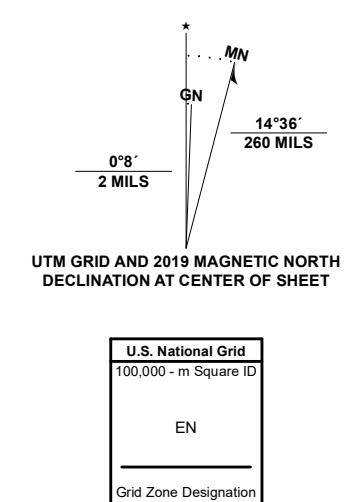 ★
MN
GN
14°36´
260 MILS
0°8´
2 MILS
UTM GRID AND 2019 MAGNETIC NORTH
DECLINATION AT CENTER OF SHEET
U.S. National Grid
100,000 - m Square ID
EN
Grid Zone Designation